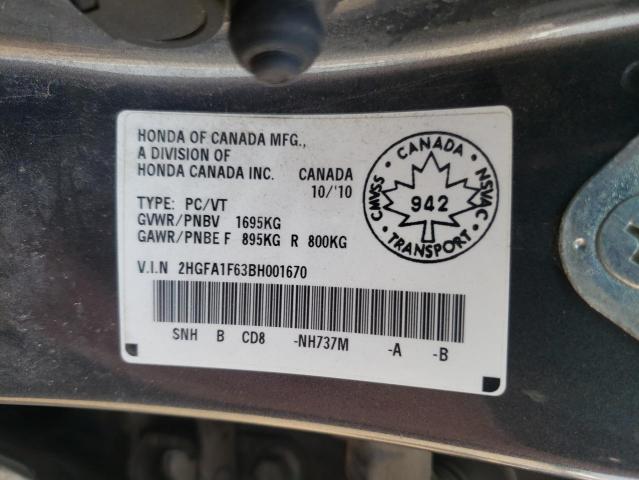 HONDA OF CANADA MFG.,
A DIVISION OF
HONDA CANADA INC. CANADA
10/'10
TYPE: PC/VT
GVWR/PNBV 1695KG
GAWR/PNBE F 895KG R 800KG
V.I.N 2HGFA1F63BH001670
SNH B CD8 -NH737M -A -B
CANADA
CMVSS
NSVAC
942
TRANSPORT